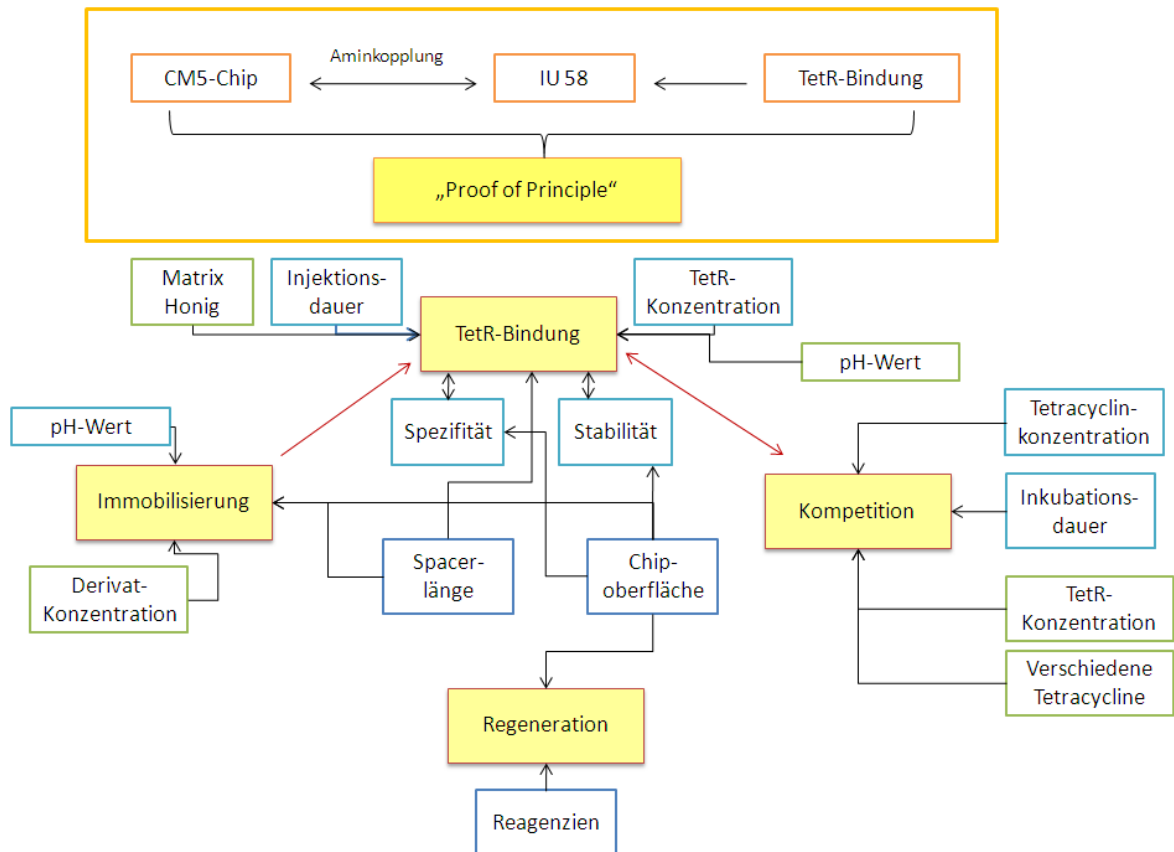 Aminkopplung
CM5-Chip
IU 58
TetR-Bindung
„Proof of Principle“
Matrix
Honig
Injektions-
dauer
TetR-
Konzentration
TetR-Bindung
pH-Wert
pH-Wert
Spezifität
Stabilität
Tetracyclin-
konzentration
Immobilisierung
Kompetition
Inkubations-
dauer
Derivat-
Konzentration
Spacer-
länge
Chip-
oberfläche
TetR-
Konzentration
Verschiedene
Tetracycline
Regeneration
Reagenzien